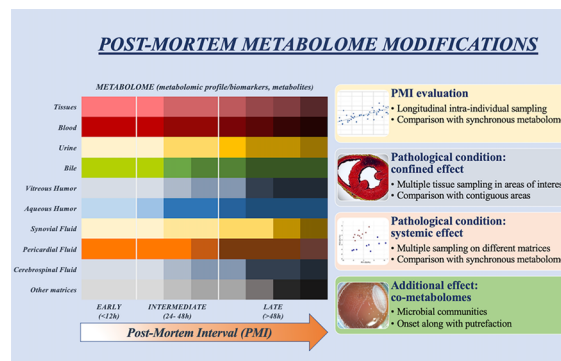 POST-MORTEM METABOLOME MODIFICATIONS
METABOLOME (metabolomic profile/biomarkers, metabolites)
Tissues
Blood
Urine
Bile
Vitreous Humor
Aqueous Humor
Synovial Fluid
Pericardial Fluid
Cerebrospinal Fluid
Other matrices
EARLY
(<12h)
INTERMEDIATE
(24- 48h)
LATE
(>48h)
Post-Mortem Interval (PMI)
PMI evaluation
• Longitudinal intra-individual sampling
• Comparison with synchronous metabolome
Pathological condition:
confined effect
• Multiple tissue sampling in areas of interes
• Comparison with contiguous areas
Pathological condition:
systemic effect
• Multiple sampling on different matrices
• Comparison with synchronous metabolome
Additional effect:
co-metabolomes
• Microbial communities
• Onset along with putrefaction